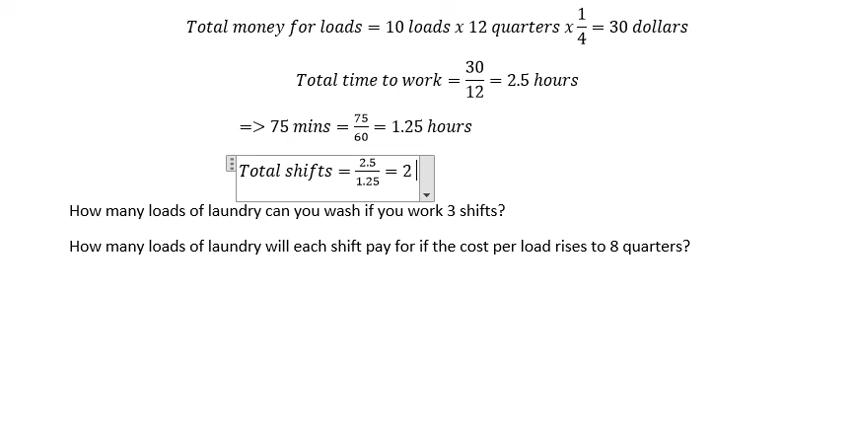 Total money for loads = 10 loads x 12 quarters x 1/4 = 30 dollars
Total time to work = 30/12 = 2.5 hours
=> 75 mins = 75/60 = 1.25 hours
Total shifts = 2.5/1.25 = 2
How many loads of laundry can you wash if you work 3 shifts?
How many loads of laundry will each shift pay for if the cost per load rises to 8 quarters?